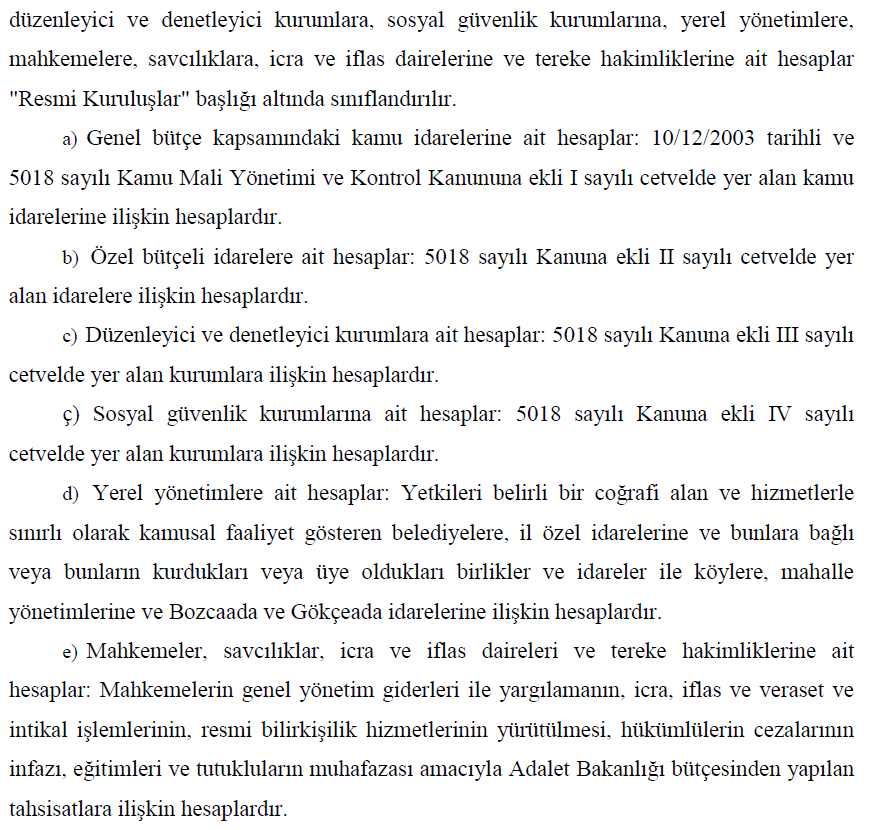 düzenleyici ve denetleyici kurumlara, sosyal güvenlik kurumlarına, yerel yönetimlere,
mahkemelere, savcılıklara, icra ve iflas dairelerine ve tereke hakimliklerine ait hesaplar
"Resmi Kuruluşlar" başlığı altında sınıflandırılır.
a) Genel bütçe kapsamındaki kamu idarelerine ait hesaplar: 10/12/2003 tarihli ve
5018 sayılı Kamu Mali Yönetimi ve Kontrol Kanununa ekli I sayılı cetvelde yer alan kamu
idarelerine ilişkin hesaplardır.
b) Özel bütçeli idarelere ait hesaplar: 5018 sayılı Kanuna ekli II sayılı cetvelde yer
alan idarelere ilişkin hesaplardır.
c) Düzenleyici ve denetleyici kurumlara ait hesaplar: 5018 sayılı Kanuna ekli III sayılı
cetvelde yer alan kurumlara ilişkin hesaplardır.
ç) Sosyal güvenlik kurumlarına ait hesaplar: 5018 sayılı Kanuna ekli IV sayılı
cetvelde yer alan kurumlara ilişkin hesaplardır.
d) Yerel yönetimlere ait hesaplar: Yetkileri belirli bir coğrafi alan ve hizmetlerle
sınırlı olarak kamusal faaliyet gösteren belediyelere, il özel idarelerine ve bunlara bağlı
veya bunların kurdukları veya üye oldukları birlikler ve idareler ile köylere, mahalle
yönetimlerine ve Bozcaada ve Gökçeada idarelerine ilişkin hesaplardır.
e) Mahkemeler, savcılıklar, icra ve iflas daireleri ve tereke hakimliklerine ait
hesaplar: Mahkemelerin genel yönetim giderleri ile yargılamanın, icra, iflas ve veraset ve
intikal işlemlerinin, resmi bilirkişilik hizmetlerinin yürütülmesi, hükümlülerin cezalarının
infazı, eğitimleri ve tutukluların muhafazası amacıyla Adalet Bakanlığı bütçesinden yapılan
tahsisatlara ilişkin hesaplardır.